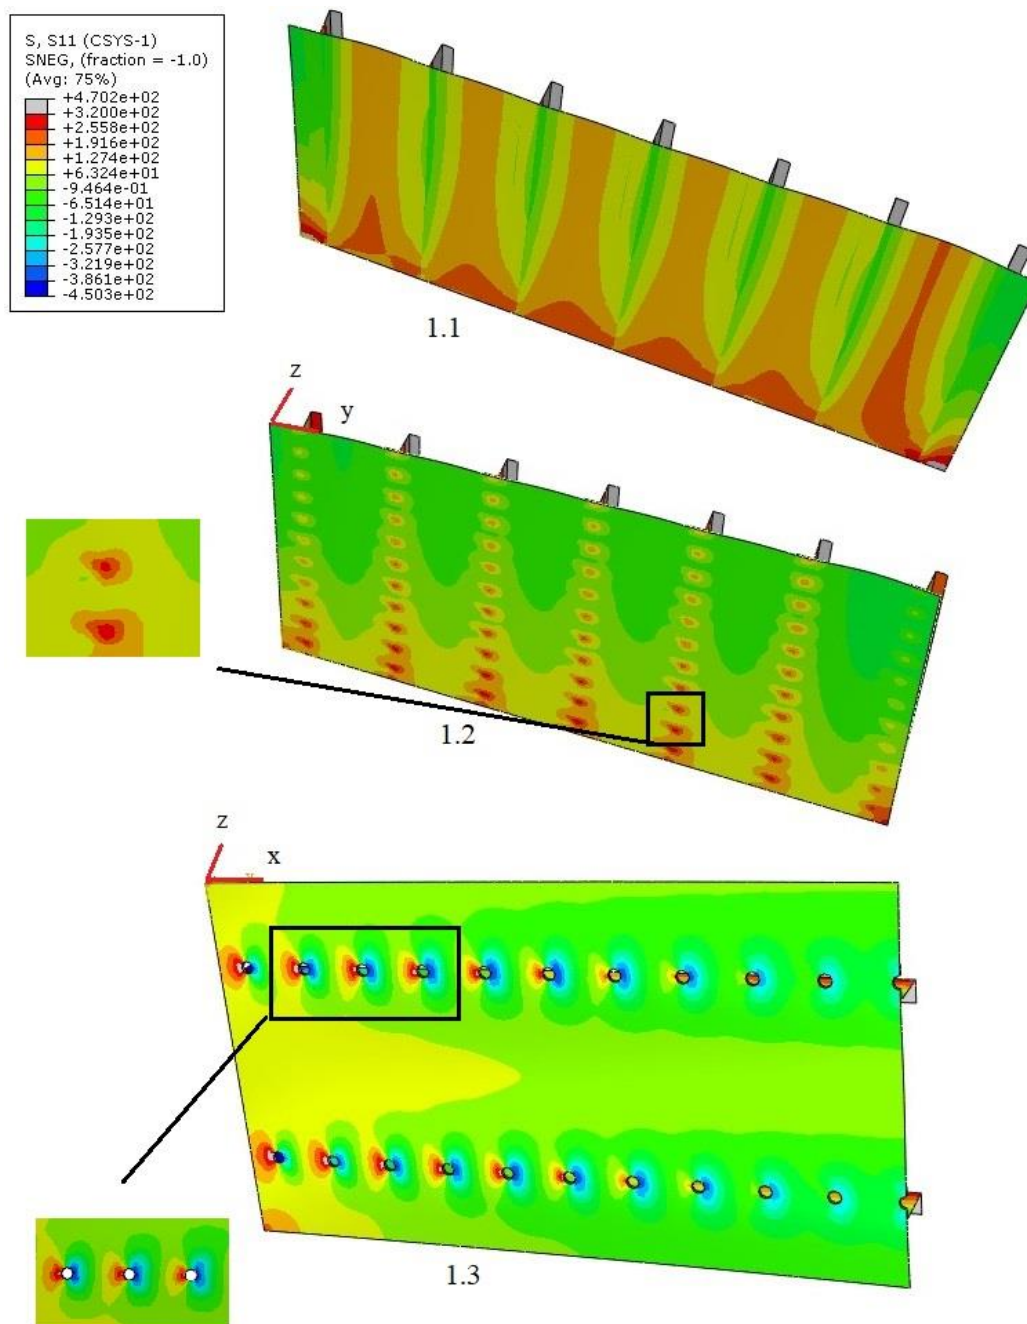 S, S11 (CSYS-1)
SNEG, (fraction = -1.0)
(Avg: 75%)
+4.702e+02
+3.200e+02
+2.558e+02
+1.916e+02
+1.274e+02
+6.324e+01
-9.464e-01
-6.514e+01
-1.293e+02
-1.935e+02
-2.577e+02
-3.219e+02
-3.861e+02
-4.503e+02
1.1
z
y
1.2
z
x
1.3